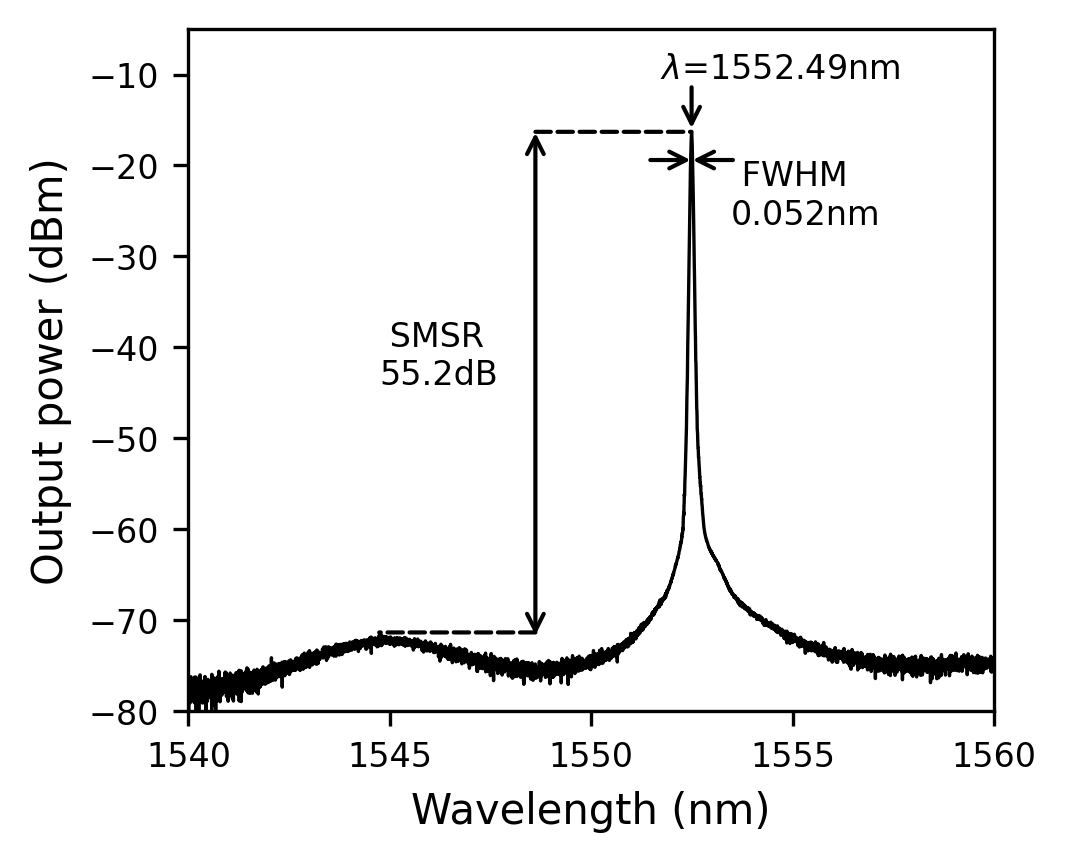 λ=1552.49nm
FWHM
0.052nm
SMSR
55.2dB
Output power (dBm)
−10
−20
−30
−40
−50
−60
−70
−80
1540 1545 1550 1555 1560
Wavelength (nm)